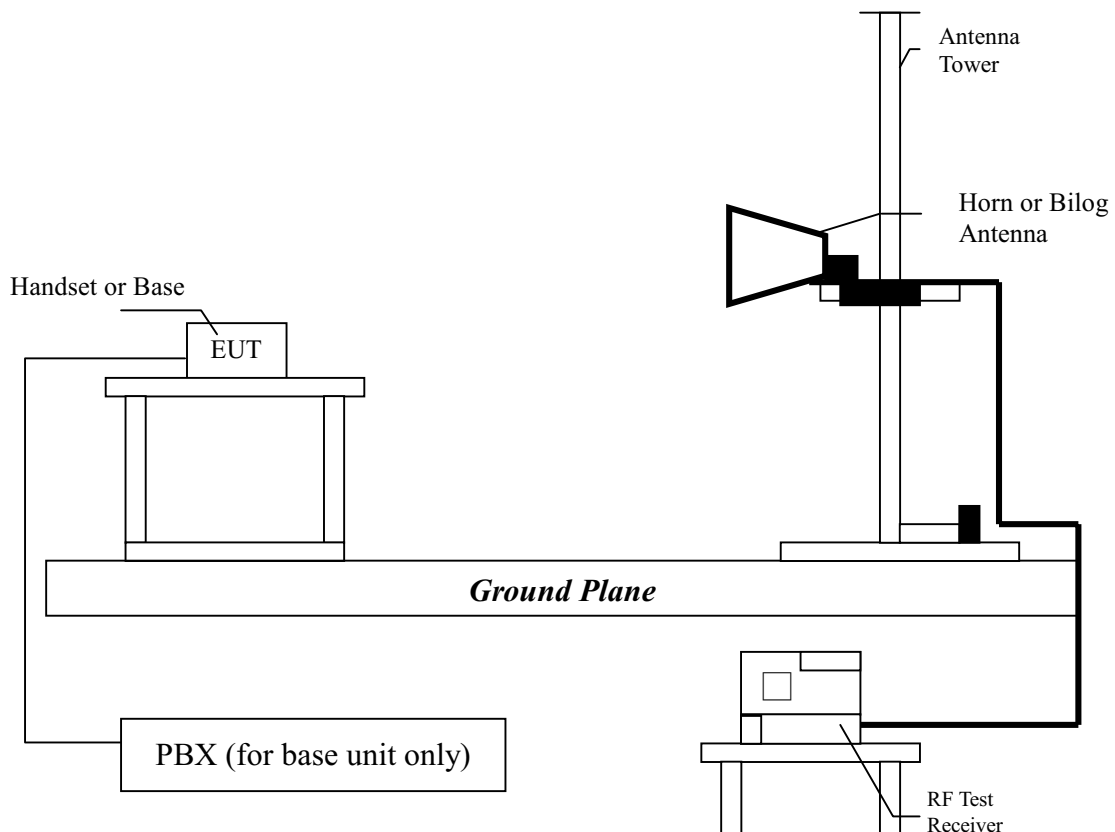 Antenna
Tower
Horn or Bilog
Antenna
Handset or Base
EUT
Ground Plane
PBX (for base unit only)
RF Test
Receiver